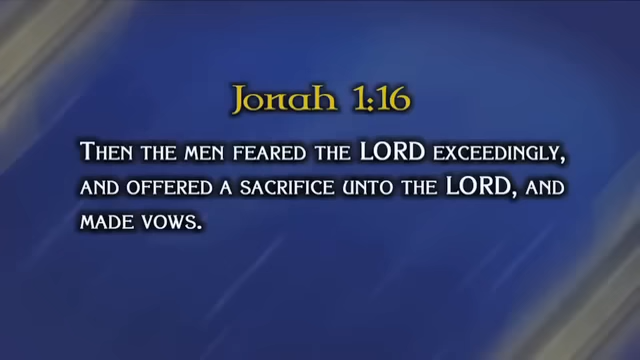 Jonah 1:16
Then the men feared the LORD exceedingly,
and offered a sacrifice unto the LORD, and
made vows.